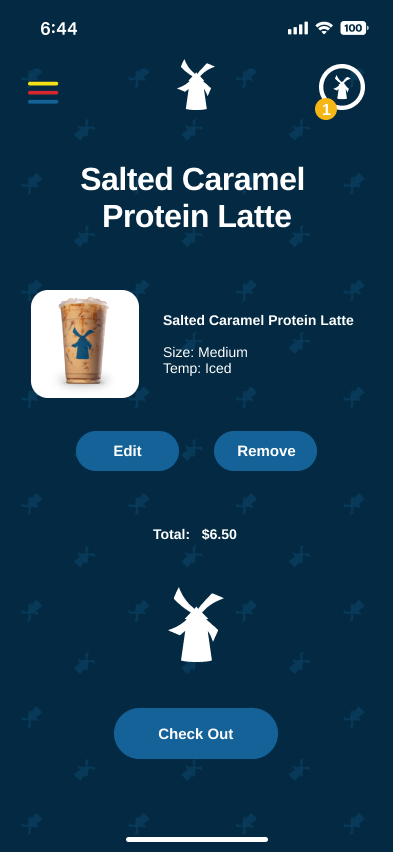 6:44
100
1
Salted Caramel
Protein Latte
Salted Caramel Protein Latte
Size: Medium
Temp: Iced
Edit
Remove
Total: $6.50
Check Out